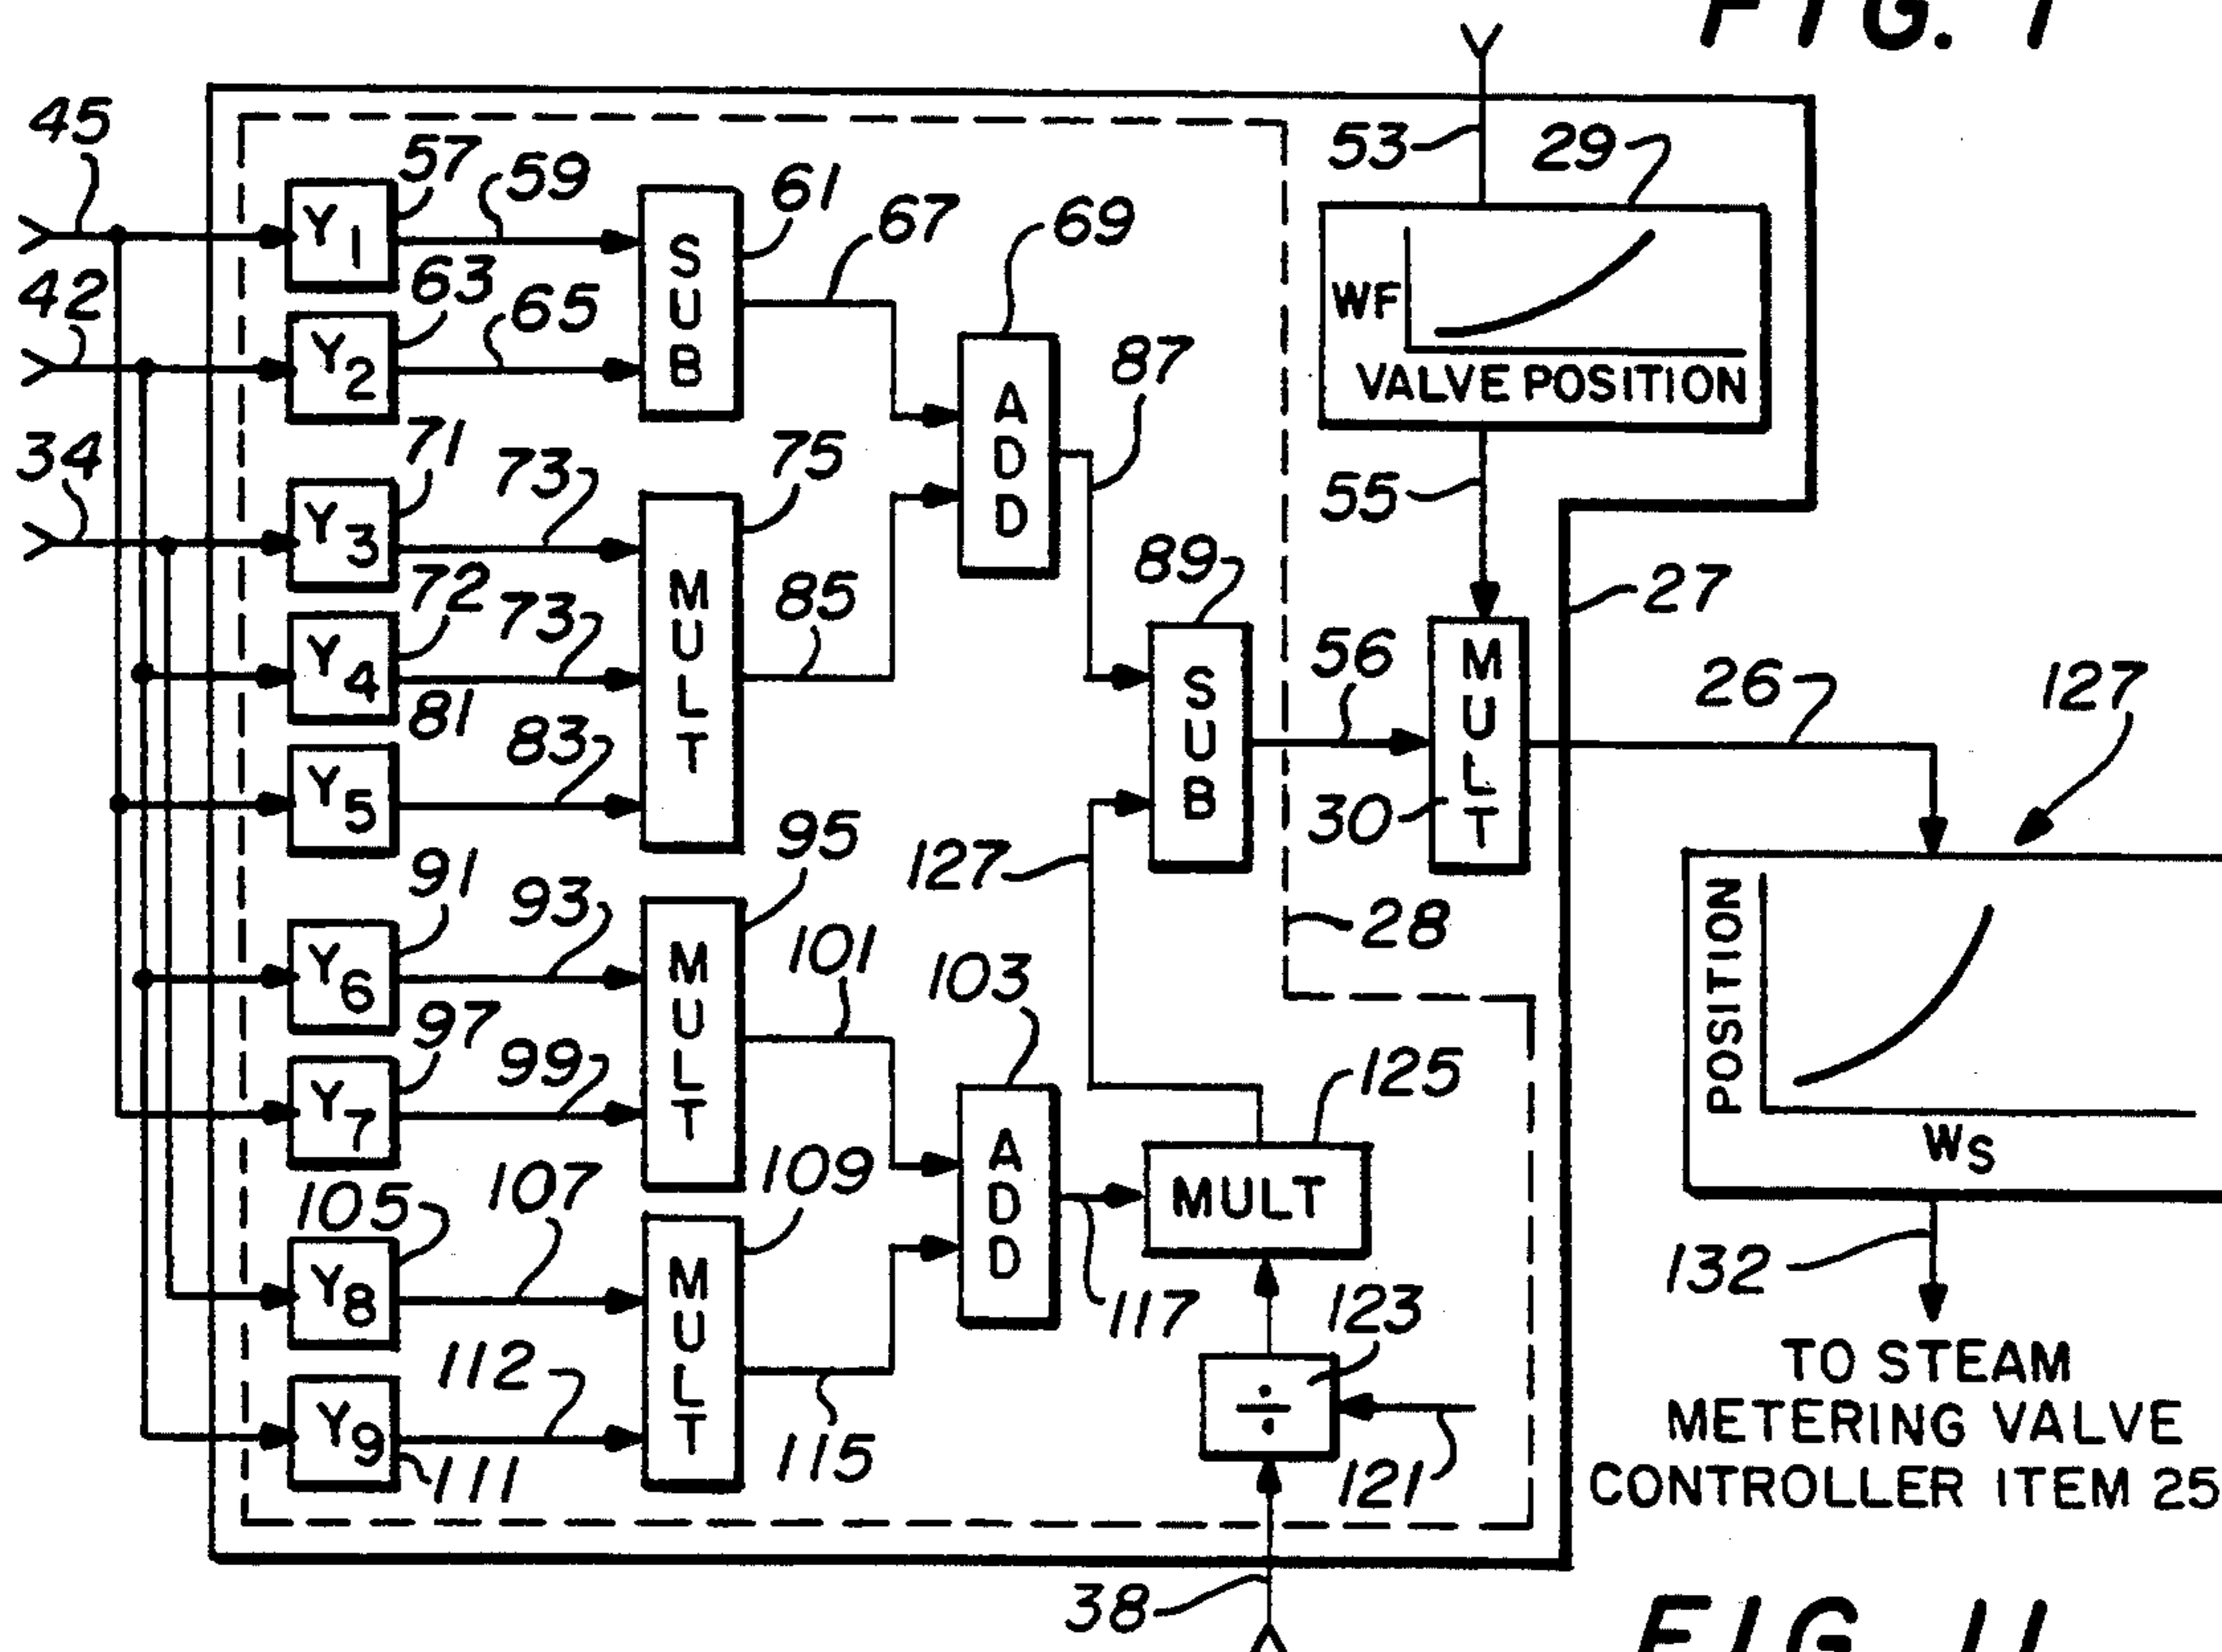 FIG. 1
45
57
59
61
67
69
53
29
Y1
SUB
42
63
65
Y2
WF
VALVE POSITION
87
34
71
73
75
ADD
55
Y3
MULT
89
27
72
73
85
Y4
56
26
127
81
83
SUB
MULT
Y5
30
95
127
91
93
101
103
28
POSITION
Y6
MULT
97
99
125
Y7
WS
ADD
MULT
105
107
109
132
Y8
MULT
117
123
÷
112
TO STEAM
METERING VALVE
CONTROLLER ITEM 25
Y9
111
115
121
38
FIG. 11